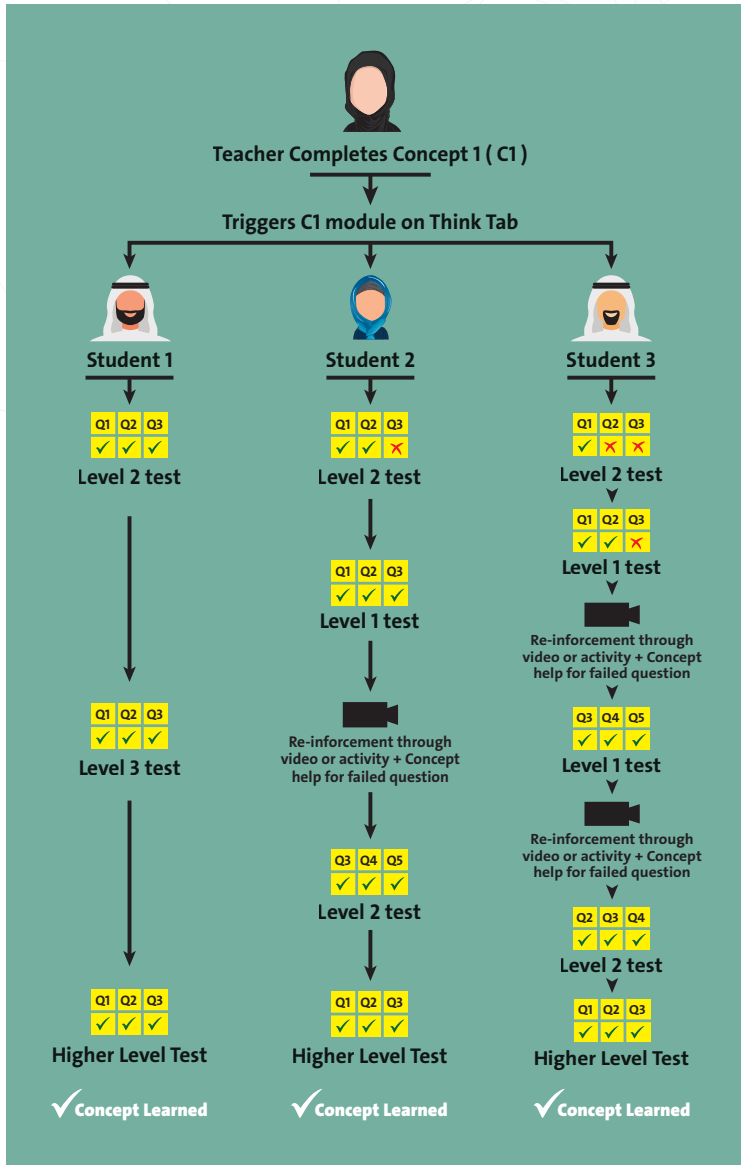 Teacher Completes Concept 1 ( C1 )
Triggers C1 module on Think Tab
Student 1
Q1 Q2 Q3
Level 2 test
Q1 Q2 Q3
Level 3 test
Q1 Q2 Q3
Higher Level Test
Concept Learned
Student 2
Q1 Q2 Q3
Level 2 test
Q1 Q2 Q3
Level 1 test
Re-inforcement through
video or activity + Concept
help for failed question
Q3 Q4 Q5
Level 2 test
Q1 Q2 Q3
Higher Level Test
Concept Learned
Student 3
Q1 Q2 Q3
Level 2 test
Q1 Q2 Q3
Level 1 test
Re-inforcement through
video or activity + Concept
help for failed question
Q3 Q4 Q5
Level 1 test
Re-inforcement through
video or activity + Concept
help for failed question
Q2 Q3 Q4
Level 2 test
Q1 Q2 Q3
Higher Level Test
Concept Learned